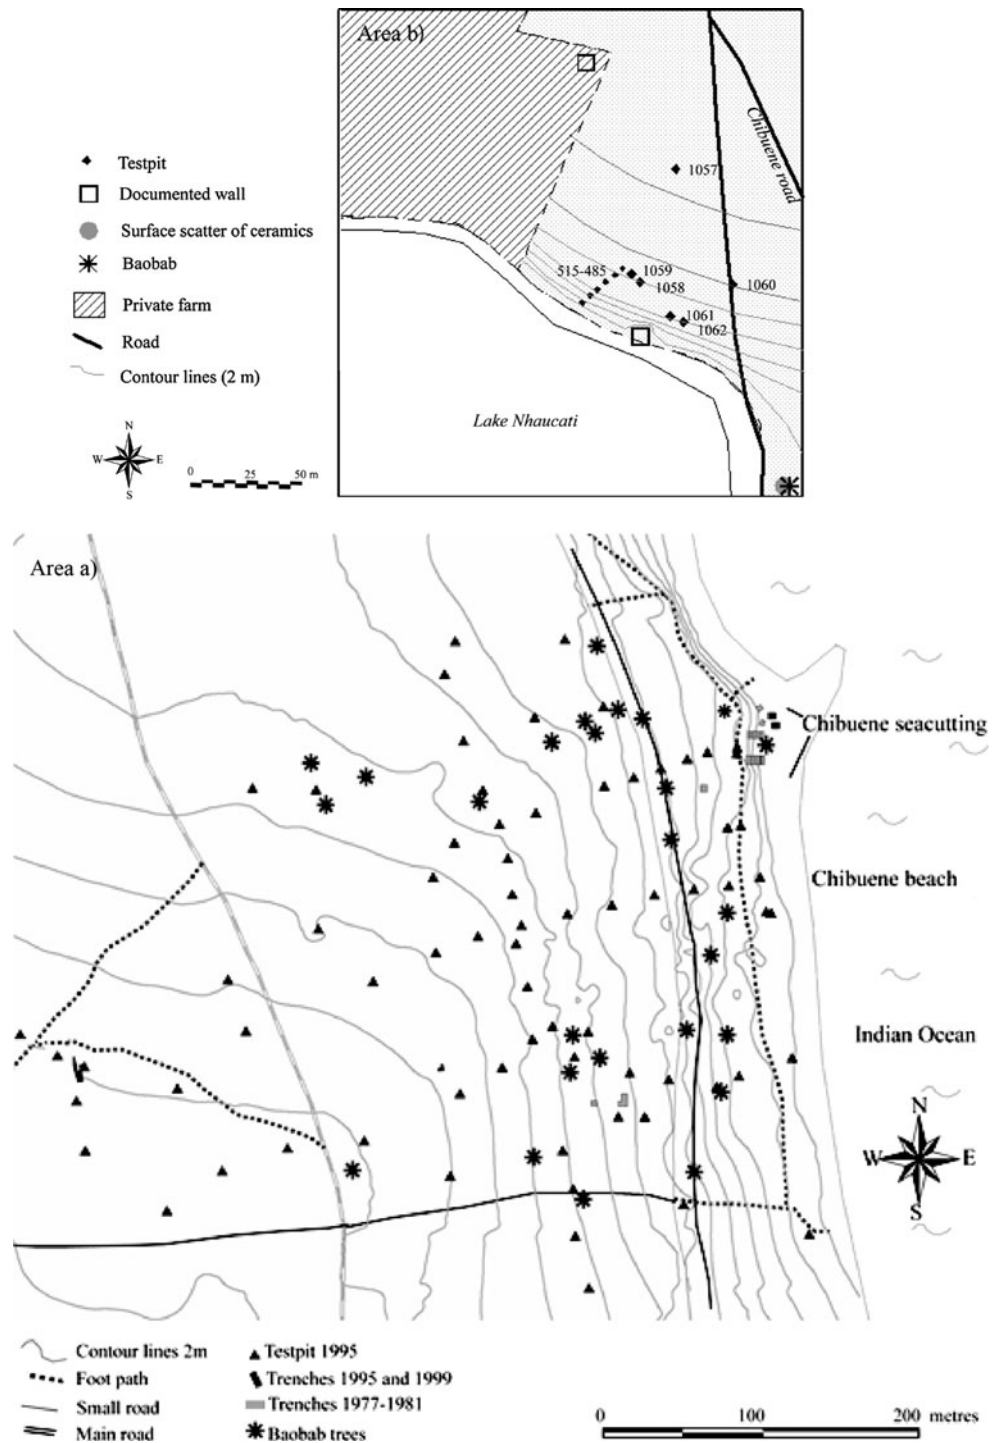 Area b)
Chibuene road
1057
515-485
1059
1058
1060
1061
1062
Lake Nhaucati
Testpit
Documented wall
Surface scatter of ceramics
Baobab
Private farm
Road
Contour lines (2 m)
N
W E
S
0 25 50 m
Area a)
Chibuene seacutting
Chibuene beach
Indian Ocean
N
W E
S
Contour lines 2m
Foot path
Small road
Main road
Testpit 1995
Trenches 1995 and 1999
Trenches 1977-1981
Baobab trees
0 100 200 metres